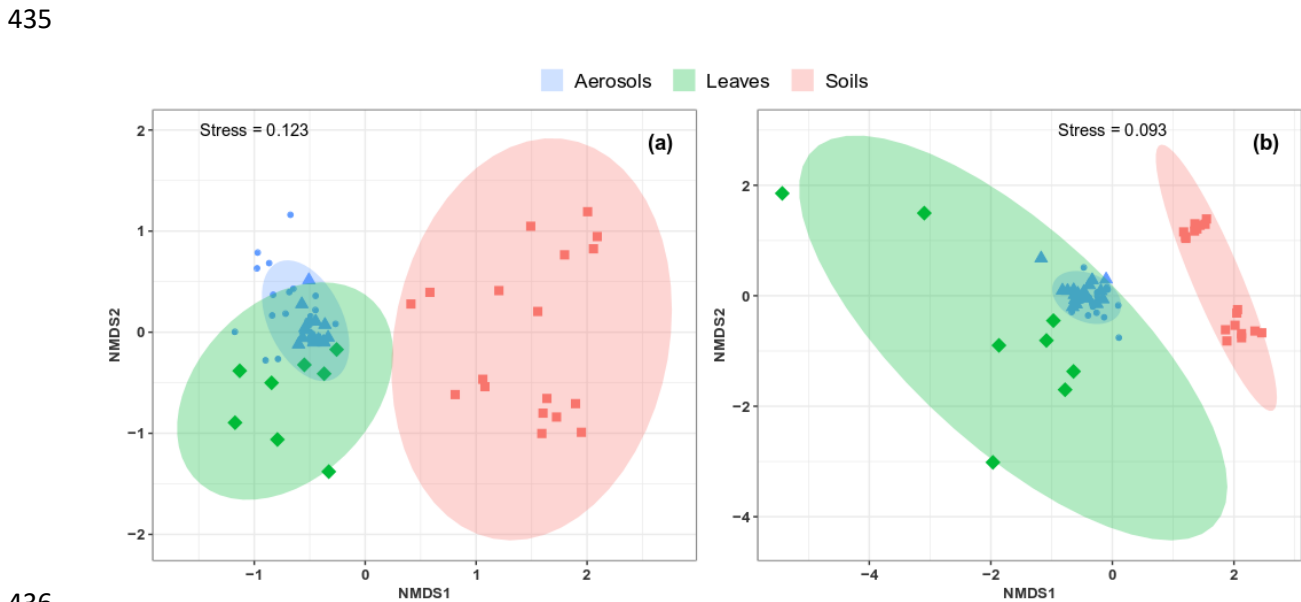 435
Aerosols Leaves Soils
Stress = 0.123 (a)
Stress = 0.093 (b)
2
1
0
−1
−2
NMDS2
−1 0 1 2
NMDS1
2
0
−2
−4
NMDS2
−4 −2 0 2
NMDS1
436